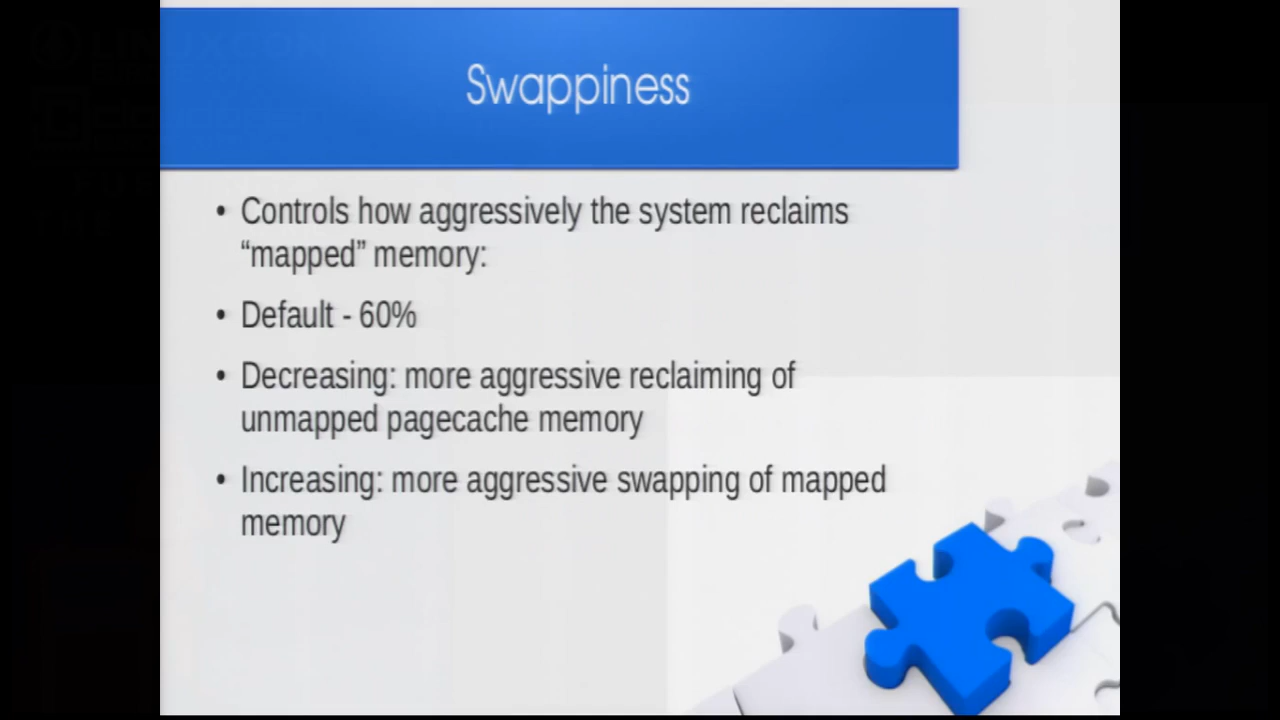 Swappiness
• Controls how aggressively the system reclaims
“mapped” memory:
• Default - 60%
• Decreasing: more aggressive reclaiming of
unmapped pagecache memory
• Increasing: more aggressive swapping of mapped
memory